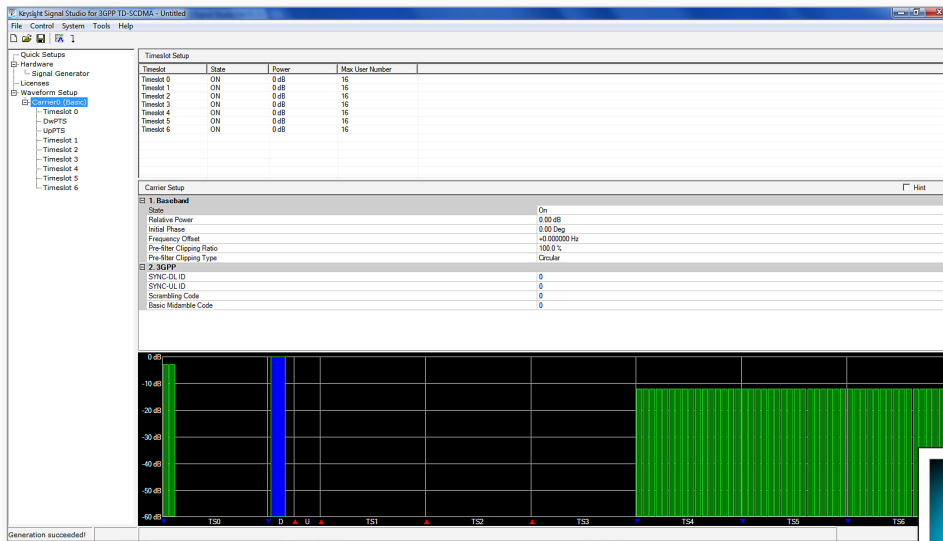 Keysight Signal Studio for 3GPP TD-SCDMA - Untitled
File Control System Tools Help
Quick Setups
Hardware
Signal Generator
Licenses
Waveform Setup
Carrier0 (Basic)
Timeslot 0
DwPTS
UpPTS
Timeslot 1
Timeslot 2
Timeslot 3
Timeslot 4
Timeslot 5
Timeslot 6
Timeslot Setup
Timeslot State Power Max User Number
Timeslot 0 ON 0 dB 16
Timeslot 1 ON 0 dB 16
Timeslot 2 ON 0 dB 16
Timeslot 3 ON 0 dB 16
Timeslot 4 ON 0 dB 16
Timeslot 5 ON 0 dB 16
Timeslot 6 ON 0 dB 16
Carrier Setup Hint
1. Baseband
State On
Relative Power 0.00 dB
Initial Phase 0.00 Deg
Frequency Offset +0.000000 Hz
Pre-filter Clipping Ratio 100.0 %
Pre-filter Clipping Type Circular
2. 3GPP
SYNC-DL ID 0
SYNC-UL ID 0
Scrambling Code 0
Basic Midamble Code 0
0 dB
-10 dB
-20 dB
-30 dB
-40 dB
-50 dB
-60 dB
TS0 D U TS1 TS2 TS3 TS4 TS5 TS6
Generation succeeded!